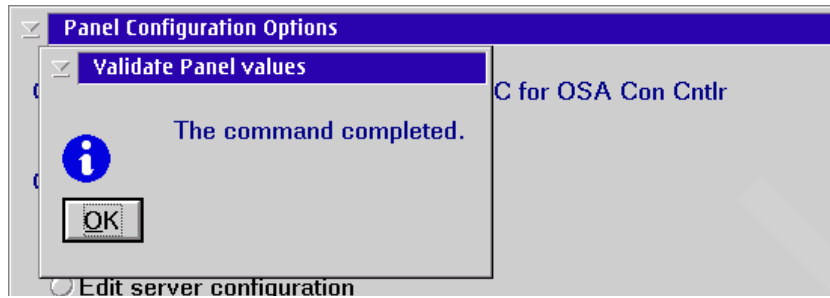 Panel Configuration Options
Validate Panel values
C for OSA Con Cntlr
The command completed.
OK
Edit server configuration